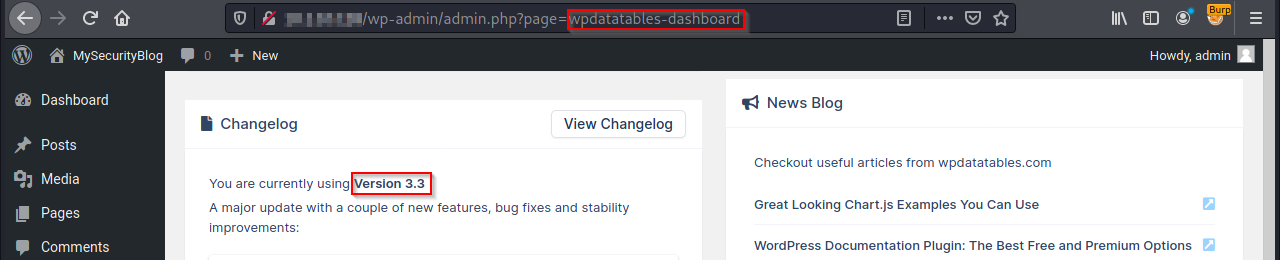 /wp-admin/admin.php?page=wpdatatables-dashboard
Burp
MySecurityBlog 0 New Howdy, admin
Dashboard
Posts
Media
Pages
Comments
Changelog View Changelog
You are currently using Version 3.3
A major update with a couple of new features, bug fixes and stability
improvements:
News Blog
Checkout useful articles from wpdatatables.com
Great Looking Chart.js Examples You Can Use
WordPress Documentation Plugin: The Best Free and Premium Options